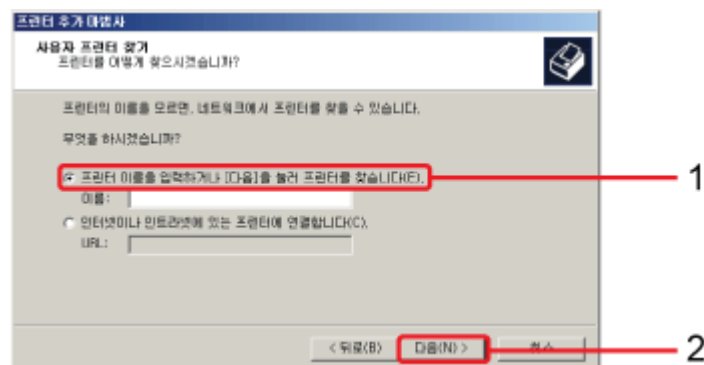 프린터 추가 마법사
사용자 프린터 찾기
프린터를 어떻게 찾으시겠습니까?
프린터의 이름을 모르면, 네트워크에서 프린터를 찾을 수 있습니다.
무엇을 하시겠습니까?
프린터 이름을 입력하거나 [다음]을 눌러 프린터를 찾습니다(E). 1
이름:
인터넷이나 인트라넷에 있는 프린터에 연결합니다(C).
URL:
< 뒤로(B) 다음(N) > 취소 2